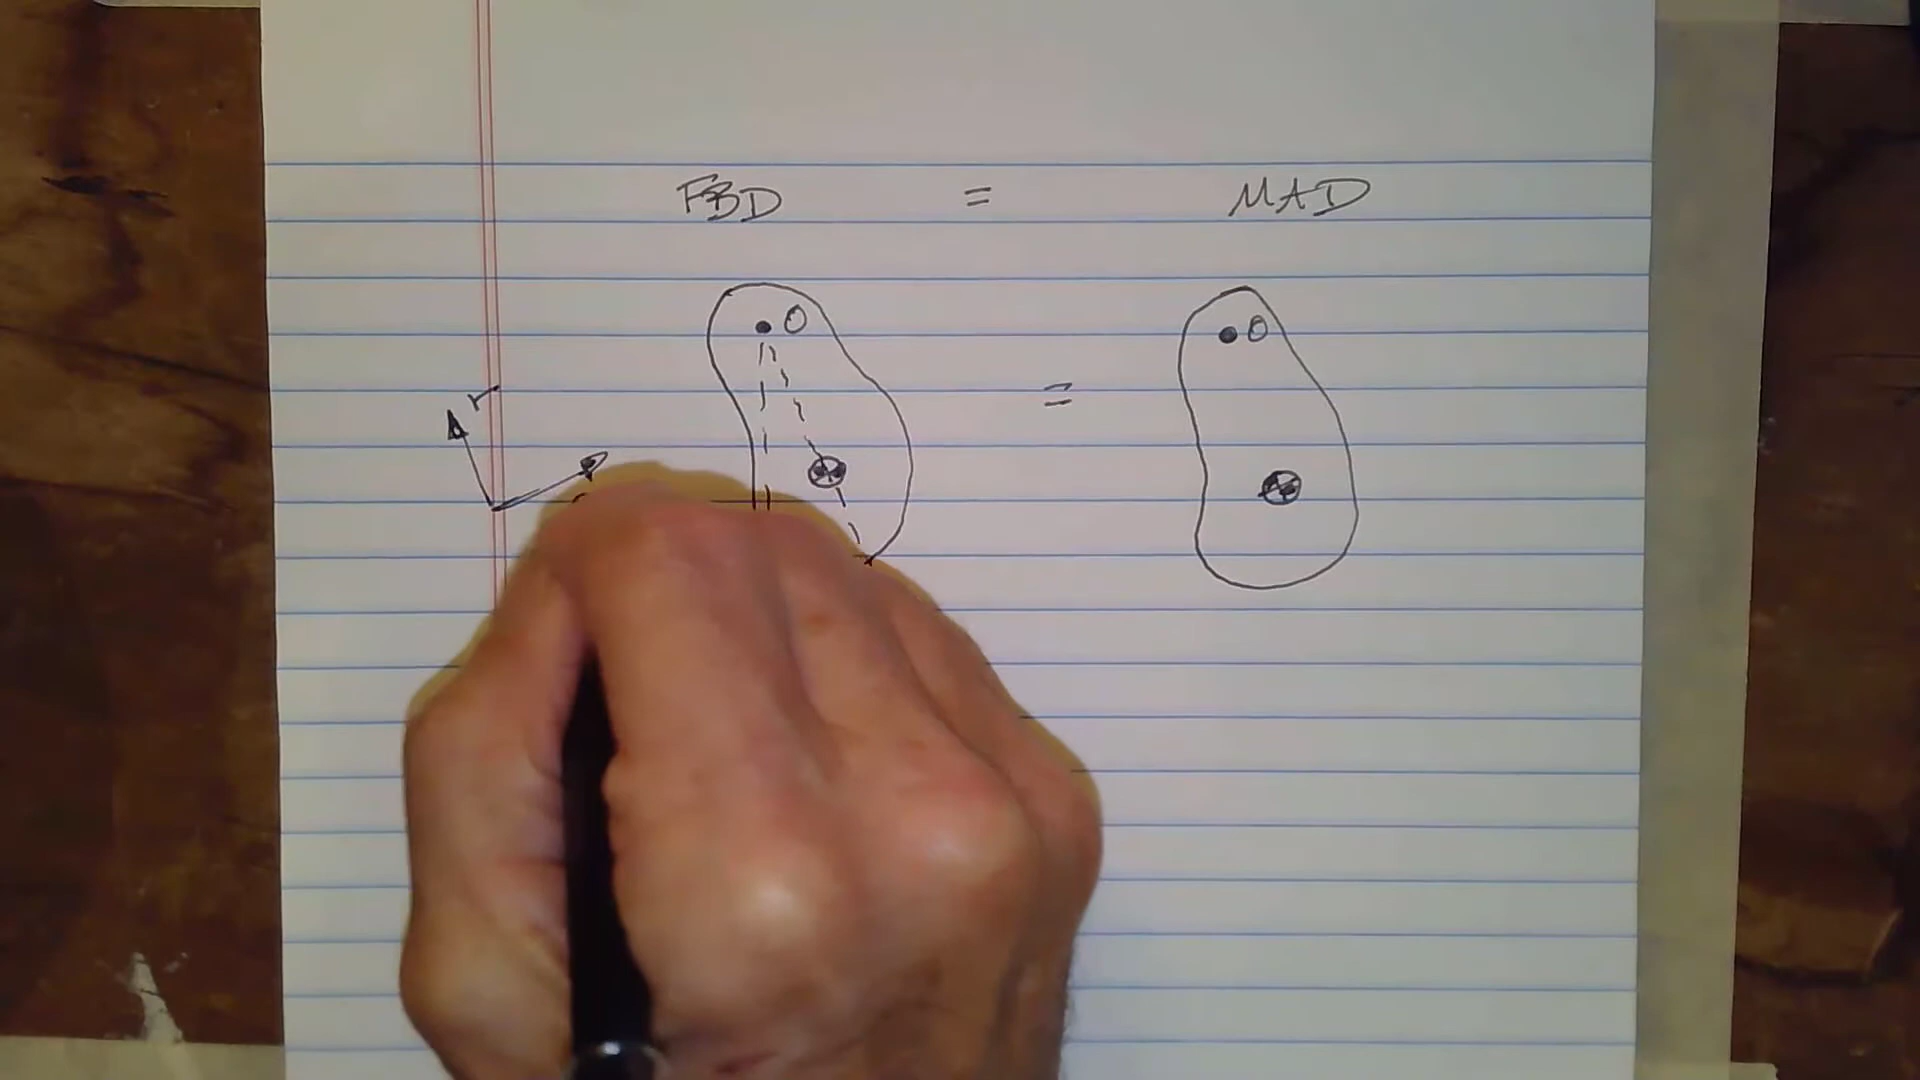 FBD = MAD
O O
r =